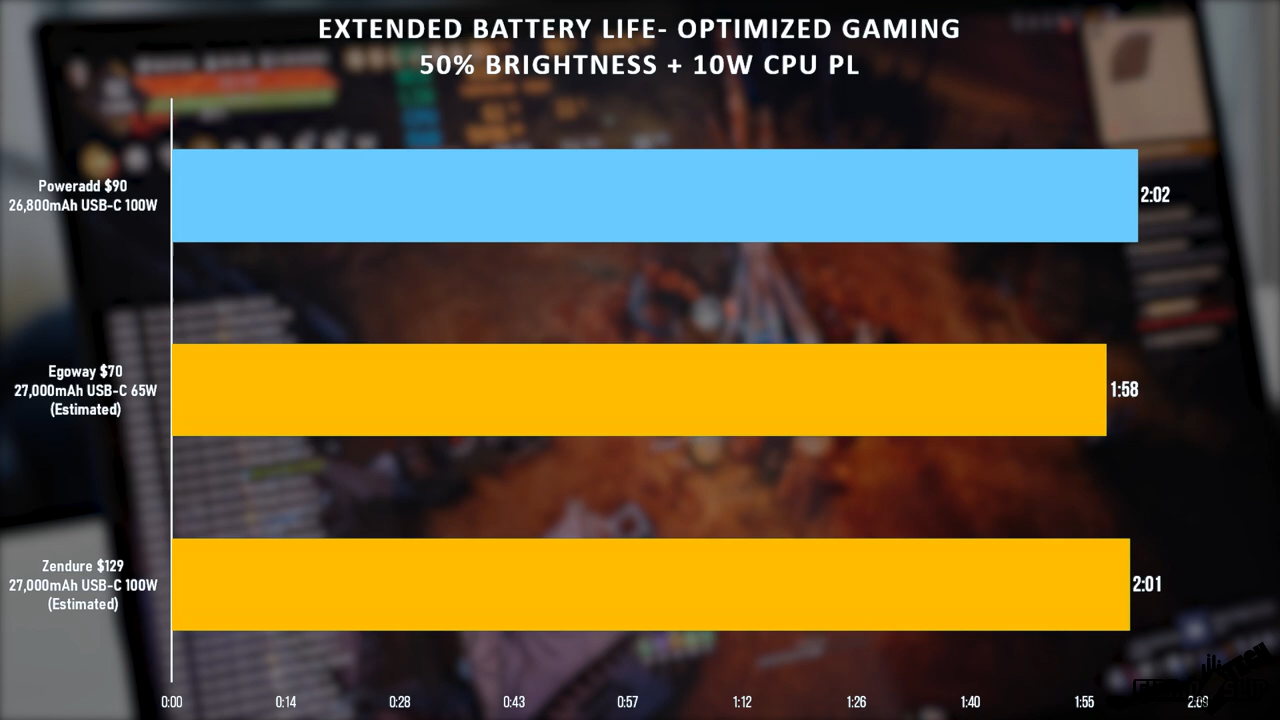 EXTENDED BATTERY LIFE- OPTIMIZED GAMING
50% BRIGHTNESS + 10W CPU PL
Poweradd $90
26,800mAh USB-C 100W
2:02
Egoway $70
27,000mAh USB-C 65W
(Estimated)
1:58
Zendure $129
27,000mAh USB-C 100W
(Estimated)
2:01
0:00 0:14 0:28 0:43 0:57 1:12 1:26 1:40 1:55 2:09